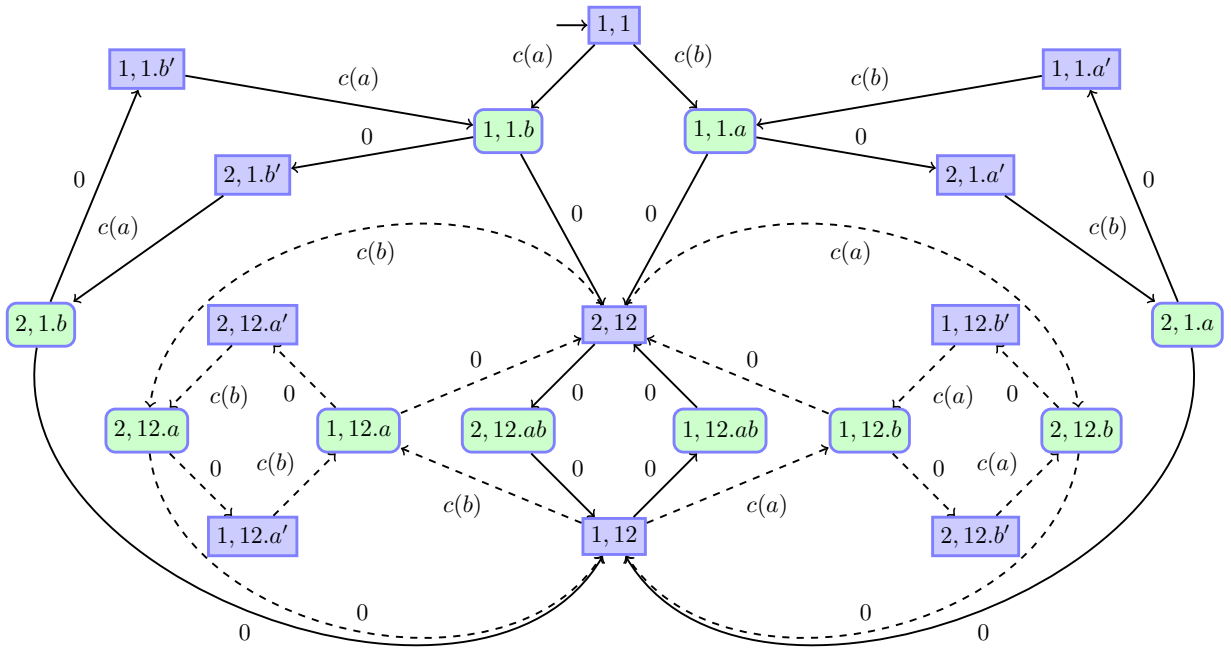 1, 1
c(a)
c(b)
1, 1.b′
1, 1.a′
c(a)
c(b)
1, 1.b
1, 1.a
0
0
2, 1.b′
2, 1.a′
0
0
0
0
c(a)
c(b)
c(b)
c(a)
2, 1.b
2, 12.a′
2, 12
1, 12.b′
2, 1.a
0
0
c(b)
0
0
0
c(a)
0
2, 12.a
1, 12.a
2, 12.ab
1, 12.ab
1, 12.b
2, 12.b
0
c(b)
0
0
0
c(a)
c(b)
c(a)
1, 12.a′
1, 12
2, 12.b′
0
0
0
0